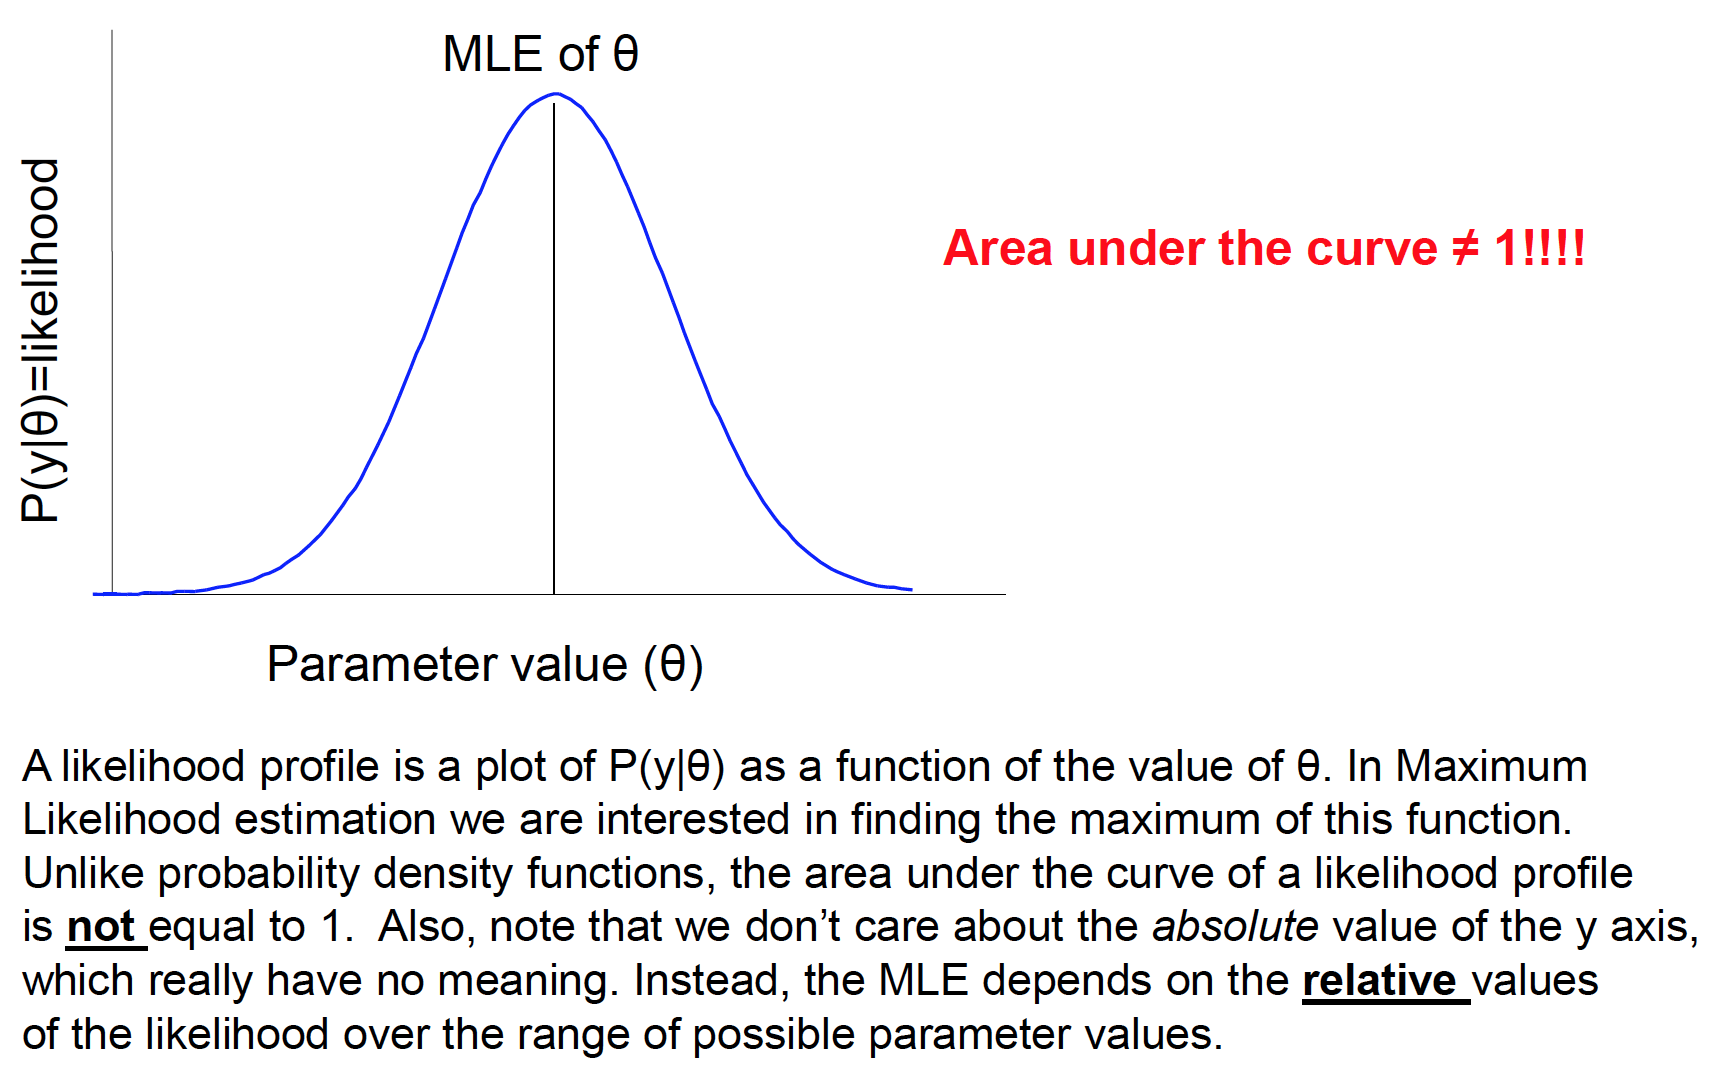 MLE of θ
P(y|θ)=likelihood
Area under the curve ≠ 1!!!!
Parameter value (θ)
A likelihood profile is a plot of P(y|θ) as a function of the value of θ. In Maximum
Likelihood estimation we are interested in finding the maximum of this function.
Unlike probability density functions, the area under the curve of a likelihood profile
is not equal to 1.  Also, note that we don’t care about the absolute value of the y axis,
which really have no meaning. Instead, the MLE depends on the relative values
of the likelihood over the range of possible parameter values.